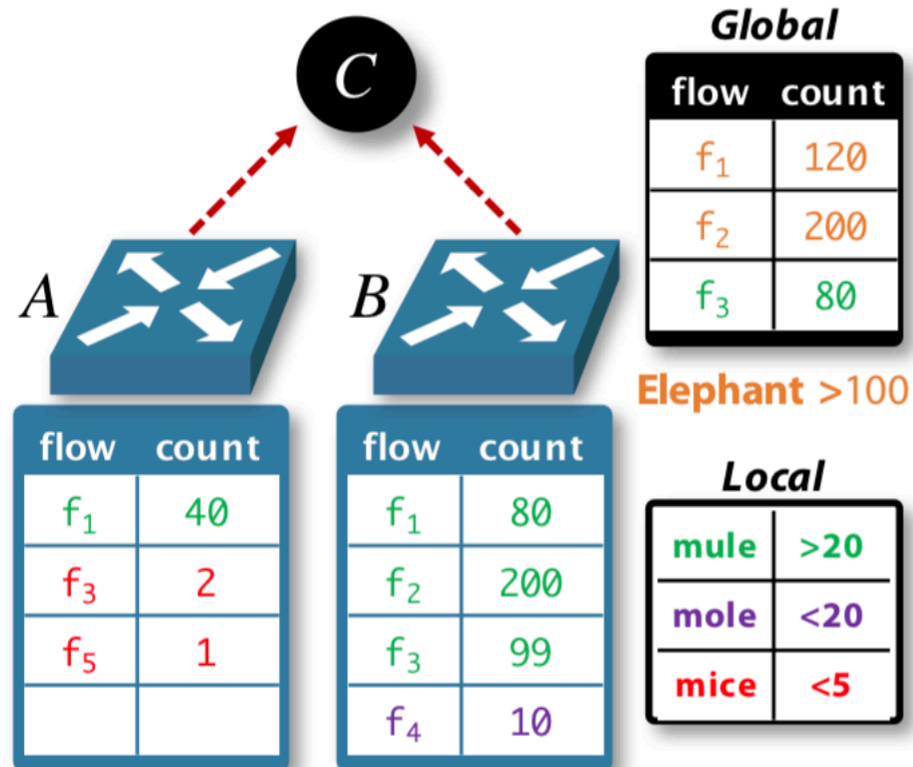 C
Global
flow count
f₁ 120
f₂ 200
f₃ 80
Elephant >100
A
B
flow count
f₁ 40
f₃ 2
f₅ 1
flow count
f₁ 80
f₂ 200
f₃ 99
f₄ 10
Local
mule >20
mole <20
mice <5